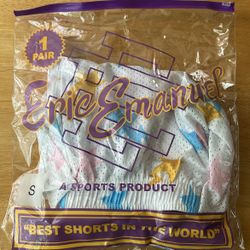 1
PAIR
Eric Emanuel
S
A SPORTS PRODUCT
"BEST SHORTS IN THE WORLD"